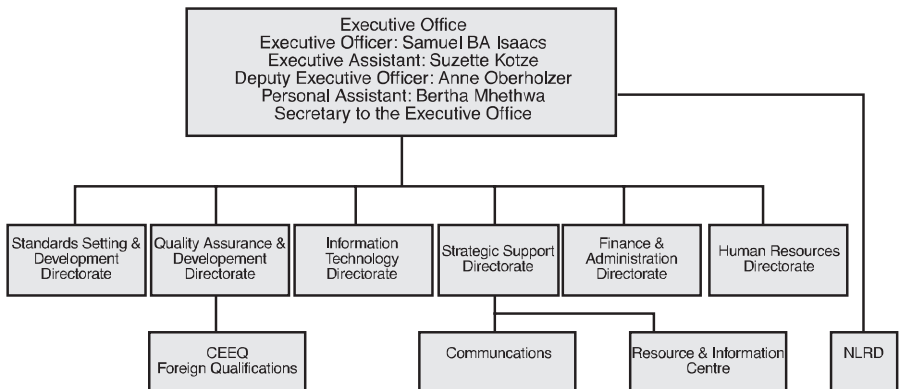 Executive Office
Executive Officer: Samuel BA Isaacs
Executive Assistant: Suzette Kotze
Deputy Executive Officer: Anne Oberholzer
Personal Assistant: Bertha Mhethwa
Secretary to the Executive Office
Standards Setting &
Development
Directorate
Quality Assurance &
Developement
Directorate
Information
Technology
Directorate
Strategic Support
Directorate
Finance &
Administration
Directorate
Human Resources
Directorate
CEEQ
Foreign Qualifications
Communcations
Resource & Information
Centre
NLRD